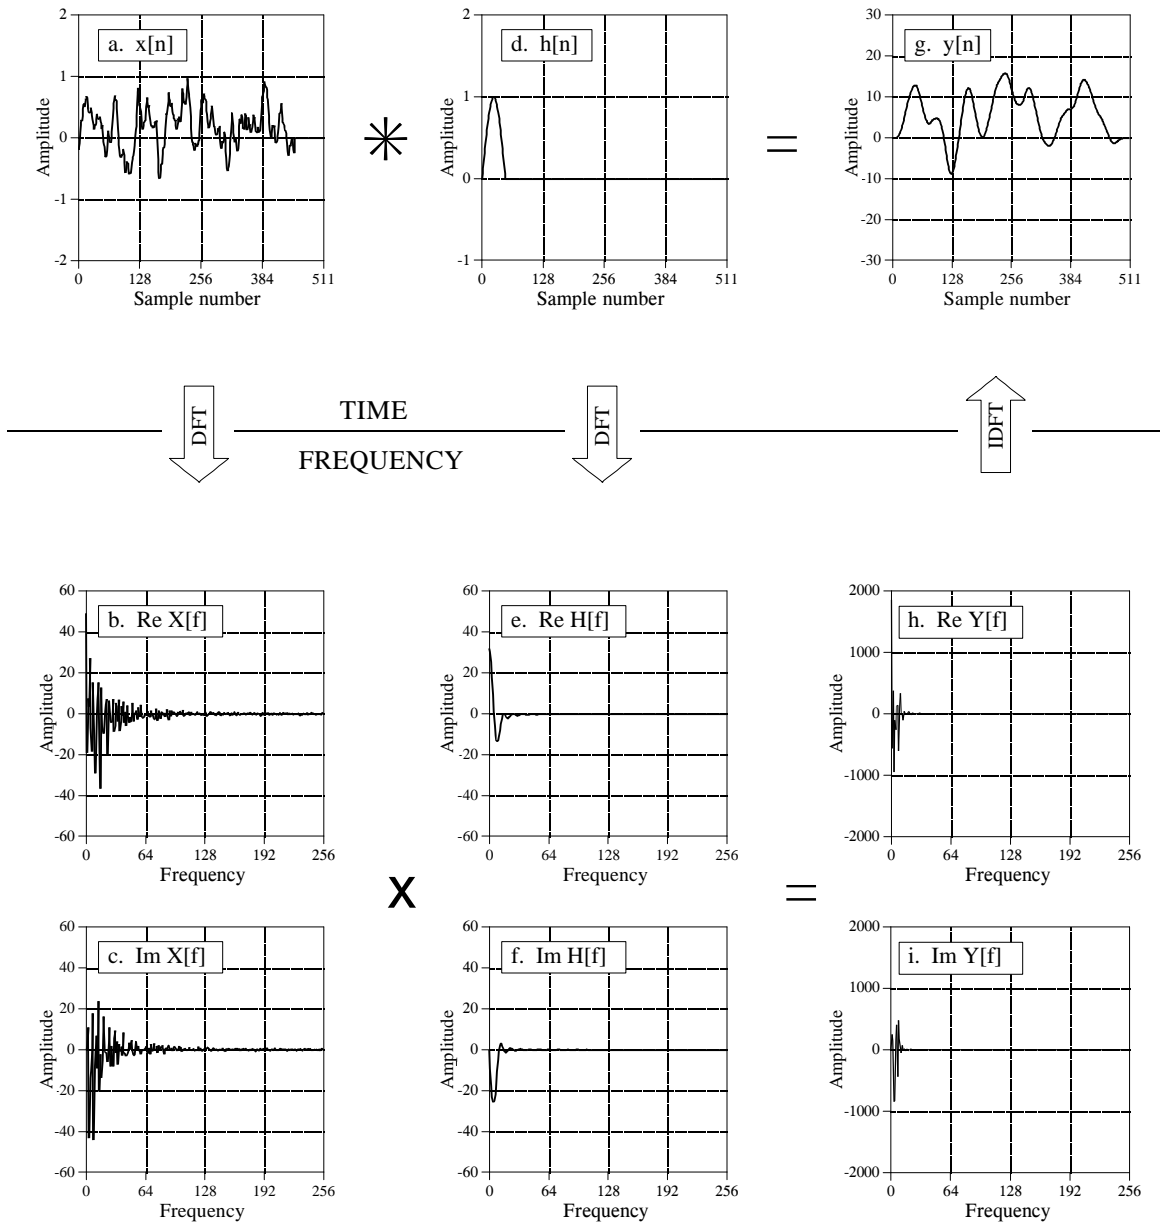 a. x[n]
Amplitude
2
1
0
-1
-2
0 128 256 384 511
Sample number
d. h[n]
Amplitude
2
1
0
-1
0 128 256 384 511
Sample number
g. y[n]
Amplitude
30
20
10
0
-10
-20
-30
0 128 256 384 511
Sample number
DFT
TIME
FREQUENCY
DFT
IDFT
b. Re X[f]
Amplitude
60
40
20
0
-20
-40
-60
0 64 128 192 256
Frequency
e. Re H[f]
Amplitude
60
40
20
0
-20
-40
-60
0 64 128 192 256
Frequency
h. Re Y[f]
Amplitude
2000
1000
0
-1000
-2000
0 64 128 192 256
Frequency
X
c. Im X[f]
Amplitude
60
40
20
0
-20
-40
-60
0 64 128 192 256
Frequency
f. Im H[f]
Amplitude
60
40
20
0
-20
-40
-60
0 64 128 192 256
Frequency
i. Im Y[f]
Amplitude
2000
1000
0
-1000
-2000
0 64 128 192 256
Frequency